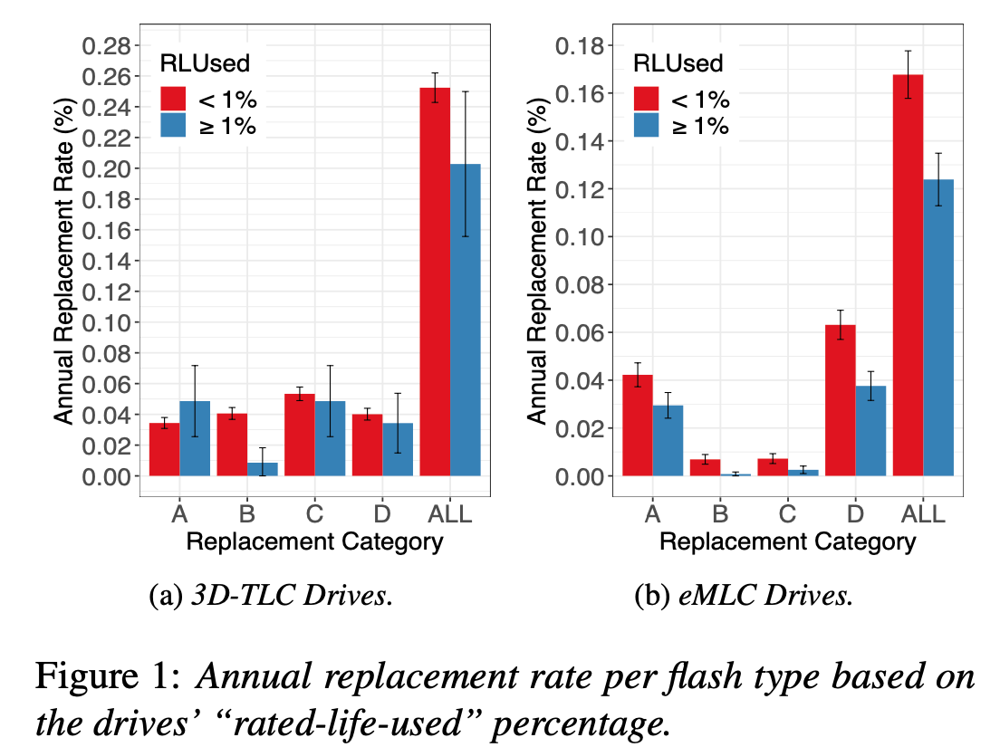 Annual Replacement Rate (%)
0.28
0.26
0.24
0.22
0.20
0.18
0.16
0.14
0.12
0.10
0.08
0.06
0.04
0.02
0.00
RLUsed
< 1%
≥ 1%
A B C D ALL
Replacement Category
(a) 3D-TLC Drives.
Annual Replacement Rate (%)
0.18
0.16
0.14
0.12
0.10
0.08
0.06
0.04
0.02
0.00
RLUsed
< 1%
≥ 1%
A B C D ALL
Replacement Category
(b) eMLC Drives.
Figure 1: Annual replacement rate per flash type based on
the drives’ “rated-life-used” percentage.